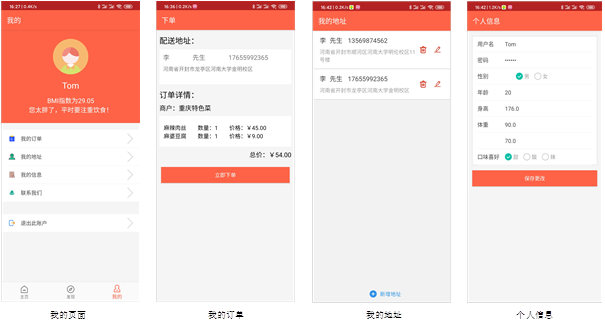 16:27 | 0.4K/s
我的
Tom
BMI指数为29.05
您太胖了，平时要注重饮食！
我的订单
我的地址
我的信息
联系我们
退出此账户
主页
发现
我的
我的页面
16:36 | 0.2K/s
下单
配送地址：
李 先生 17655992365
河南省开封市龙亭区河南大学金明校区
订单详情：
商户：重庆特色菜
麻辣肉丝 数量：1 价格：￥45.00
麻婆豆腐 数量：1 价格：￥9.00
总价：￥54.00
立即下单
我的订单
16:42 | 0.2K/s
我的地址
李 先生 13569874562
河南省开封市顺河区河南大学明伦校区11
号楼
李 先生 17655992365
河南省开封市龙亭区河南大学金明校区
新增地址
我的地址
16:42 | 0.1K/s
个人信息
用户名 Tom
密码 ••••••
性别 男 女
年龄 20
身高 176.0
体重 90.0
70.0
口味喜好 甜 酸 辣
保存更改
个人信息